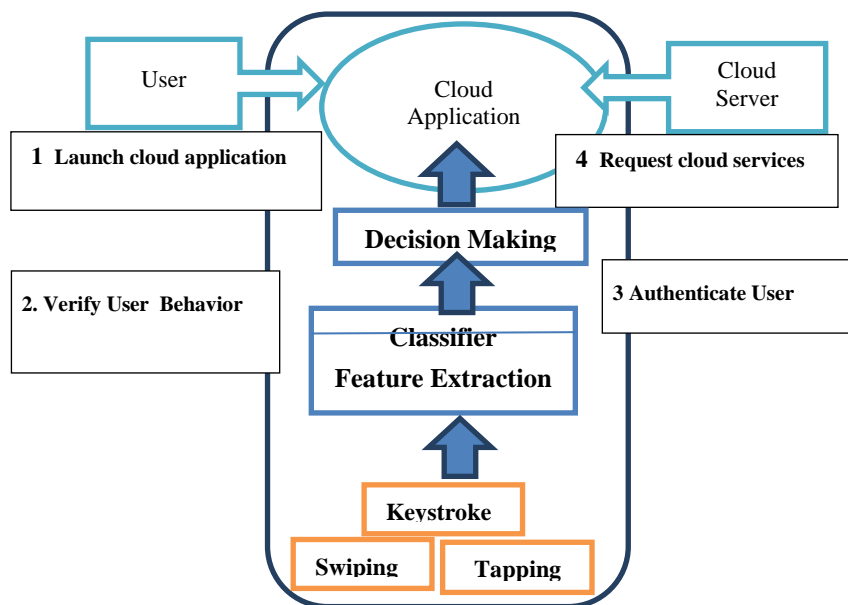 User
Cloud
Application
Cloud
Server
1 Launch cloud application
4 Request cloud services
Decision Making
2. Verify User Behavior
3 Authenticate User
Classifier
Feature Extraction
Keystroke
Swiping
Tapping